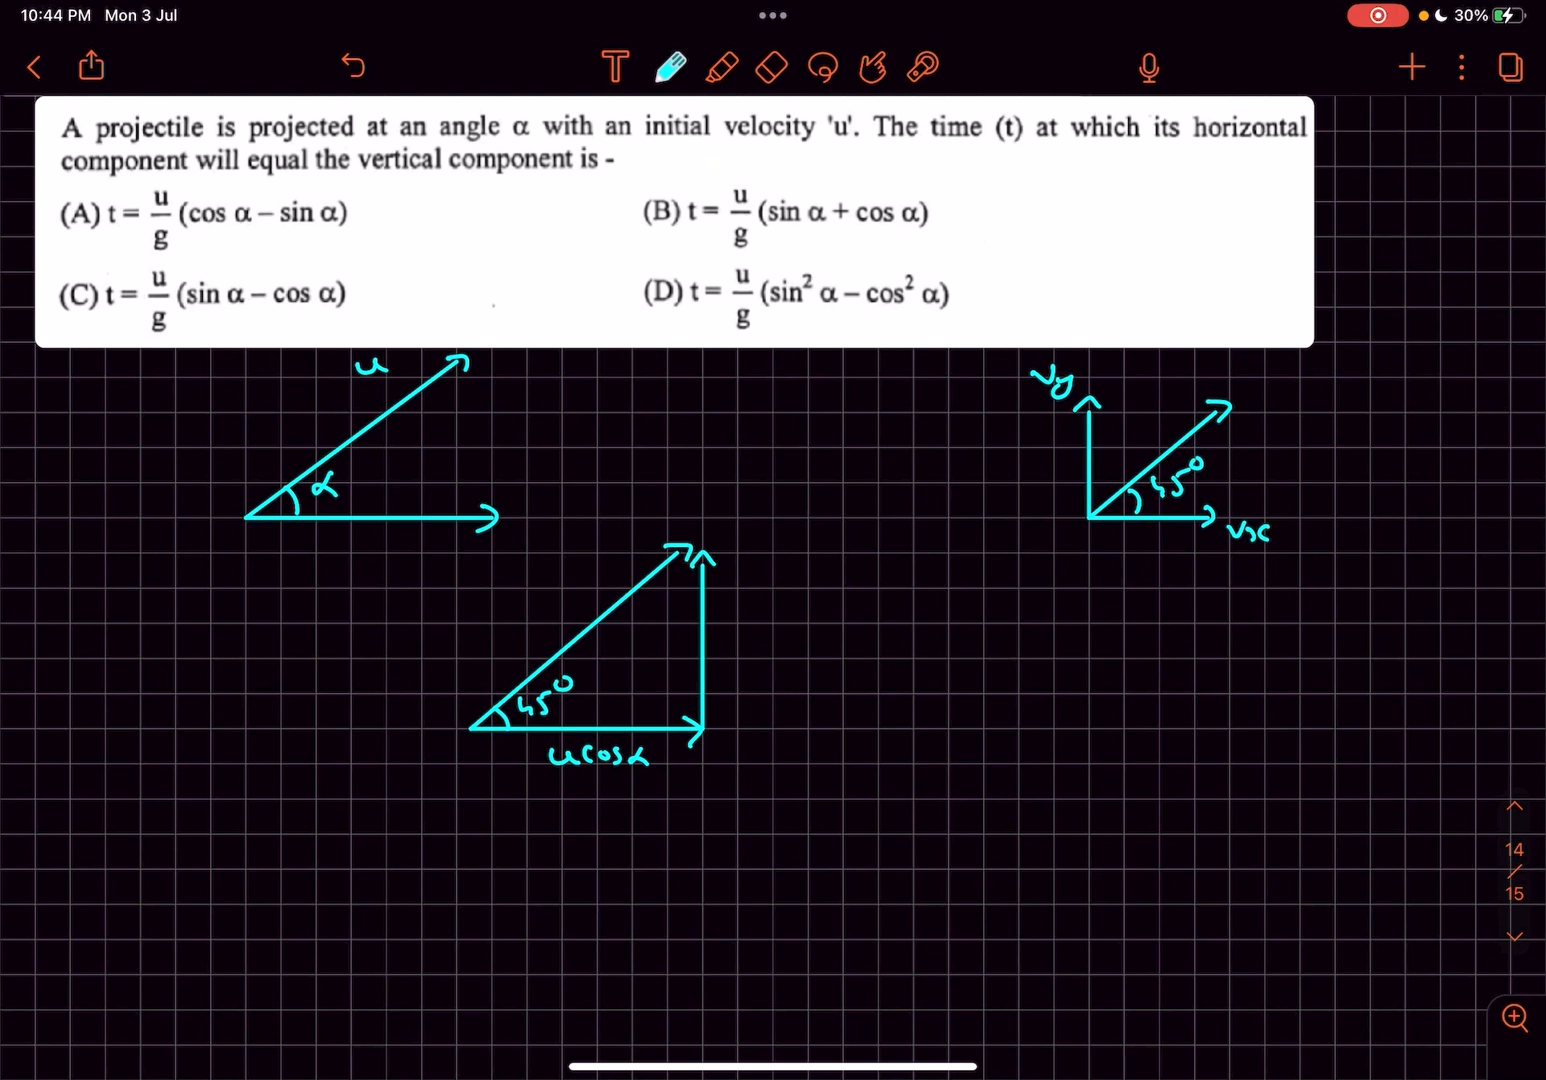 10:44 PM Mon 3 Jul
30%
A projectile is projected at an angle α with an initial velocity 'u'. The time (t) at which its horizontal
component will equal the vertical component is -
(A) t = u/g (cos α – sin α)
(B) t = u/g (sin α + cos α)
(C) t = u/g (sin α – cos α)
(D) t = u/g (sin² α – cos² α)
u
α
vy
45°
vx
45°
u cos α
14
/
15